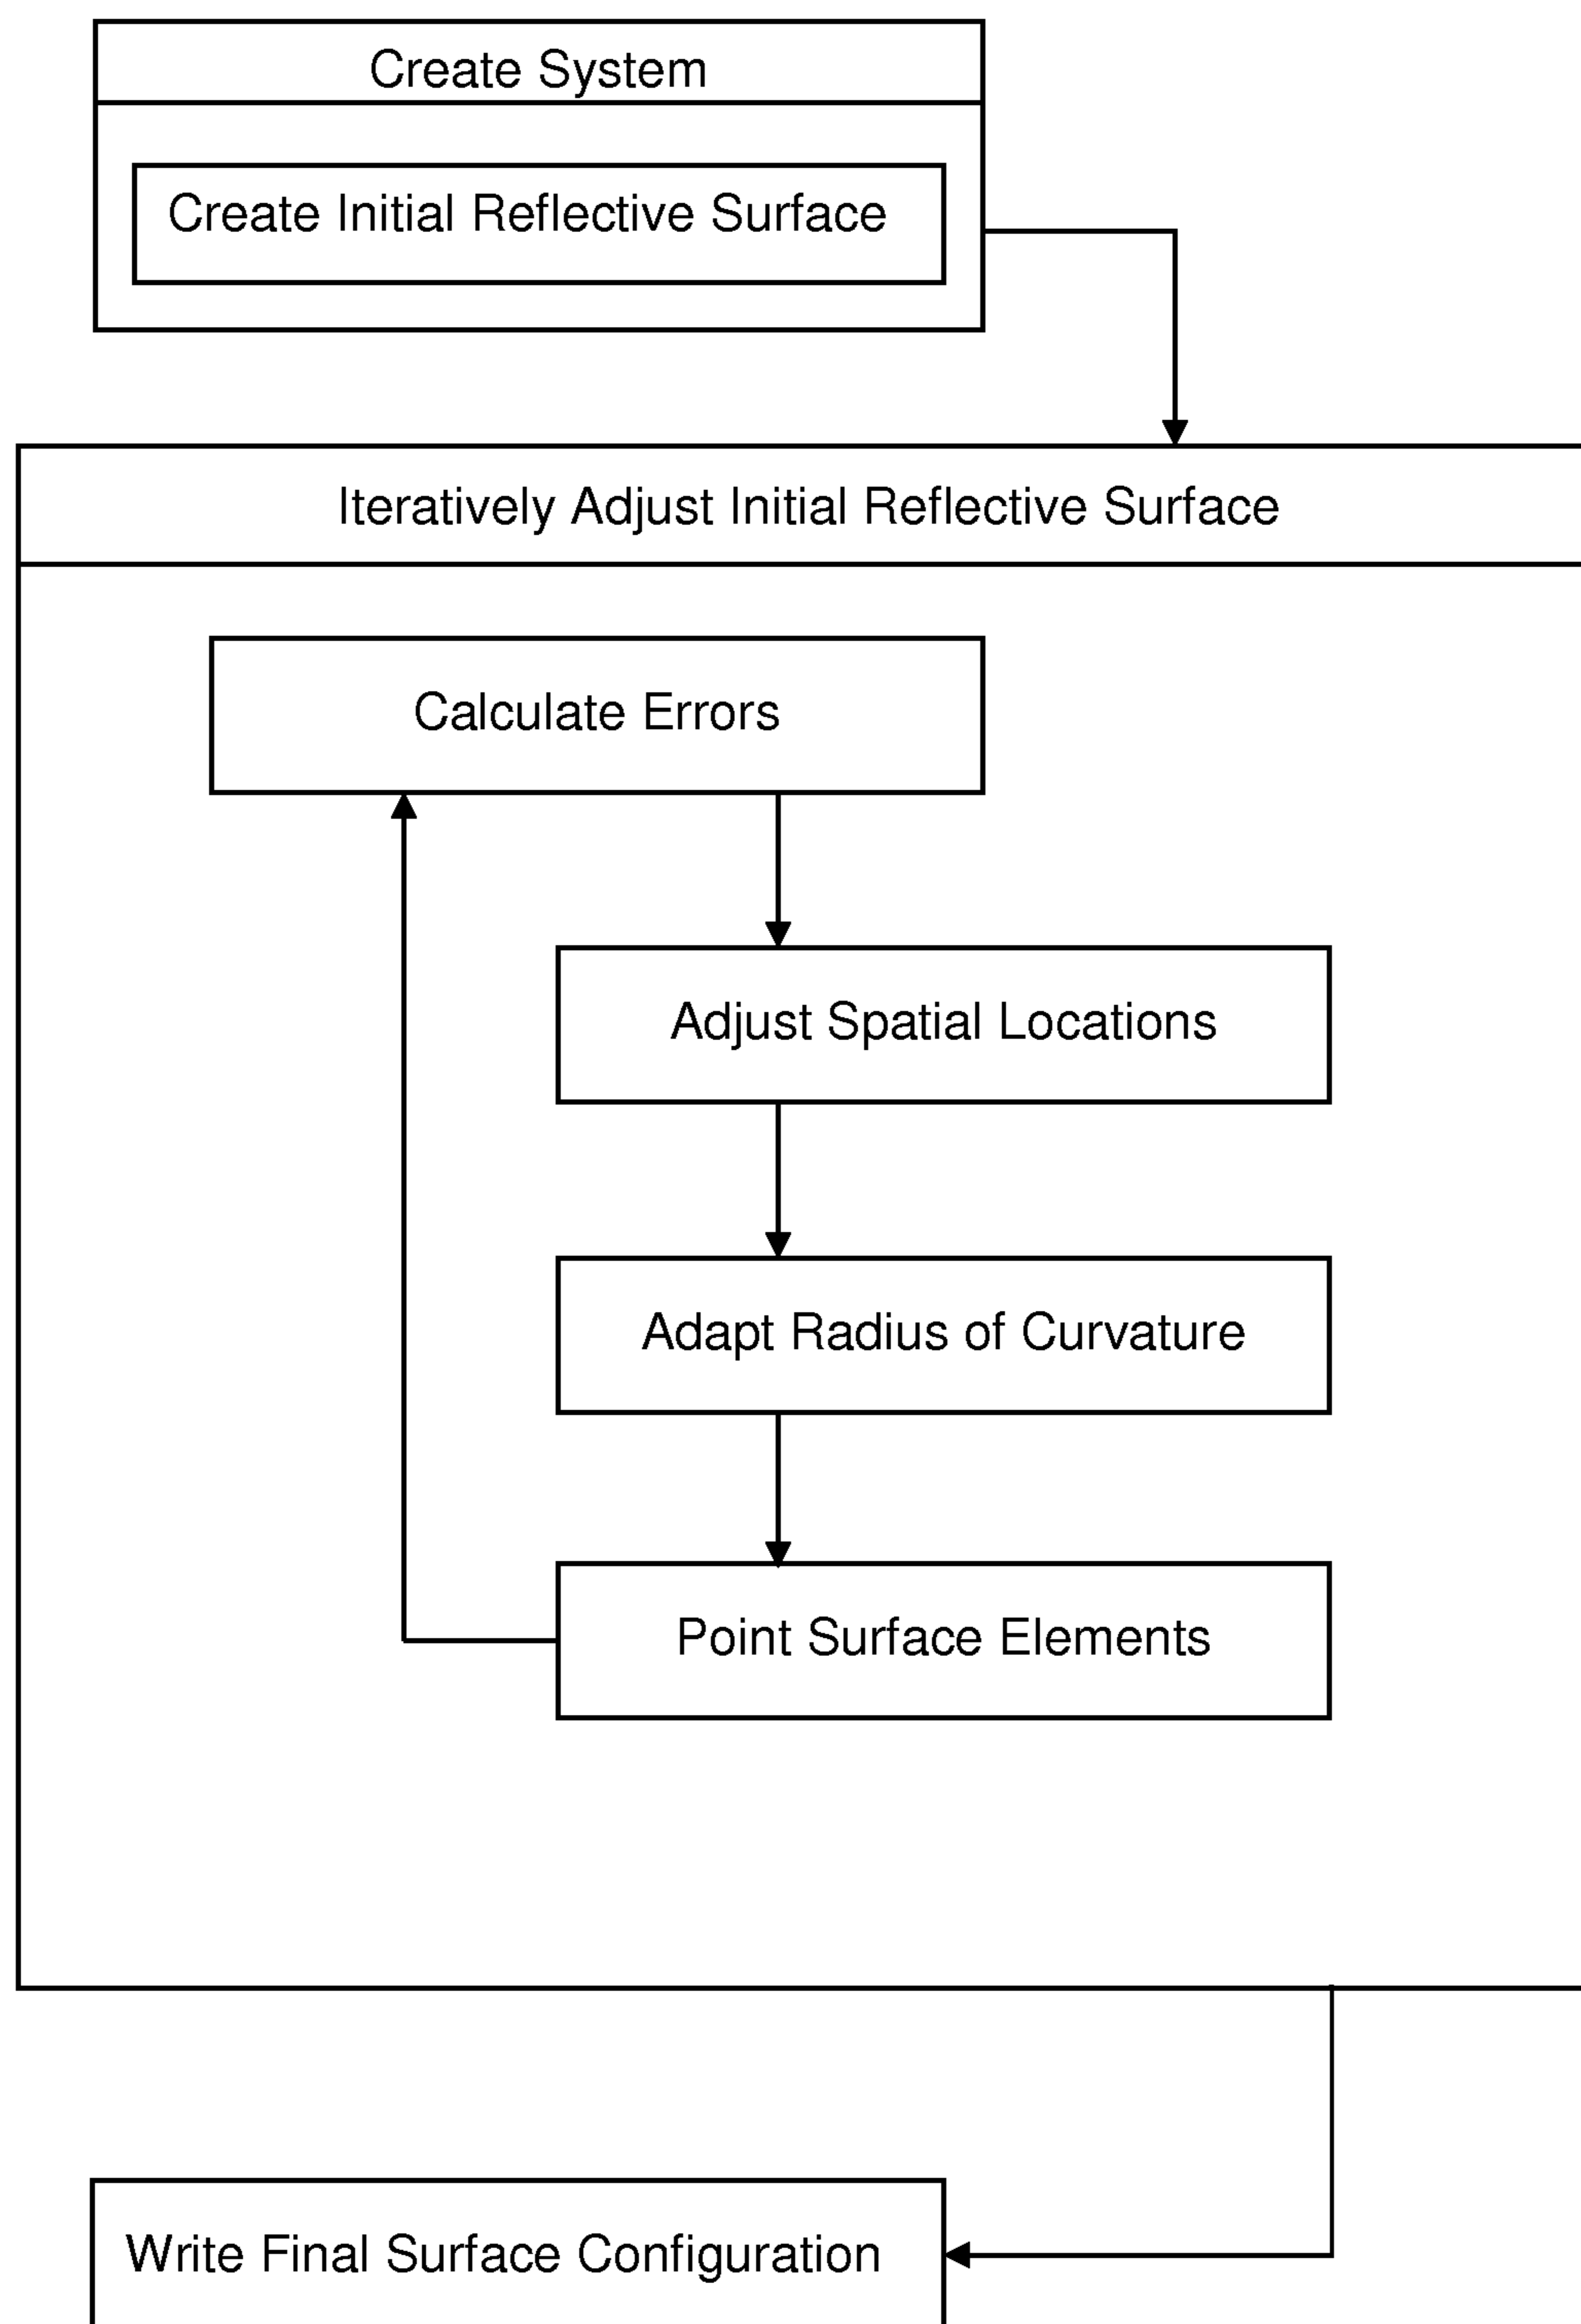 Create System
Create Initial Reflective Surface
Iteratively Adjust Initial Reflective Surface
Calculate Errors
Adjust Spatial Locations
Adapt Radius of Curvature
Point Surface Elements
Write Final Surface Configuration